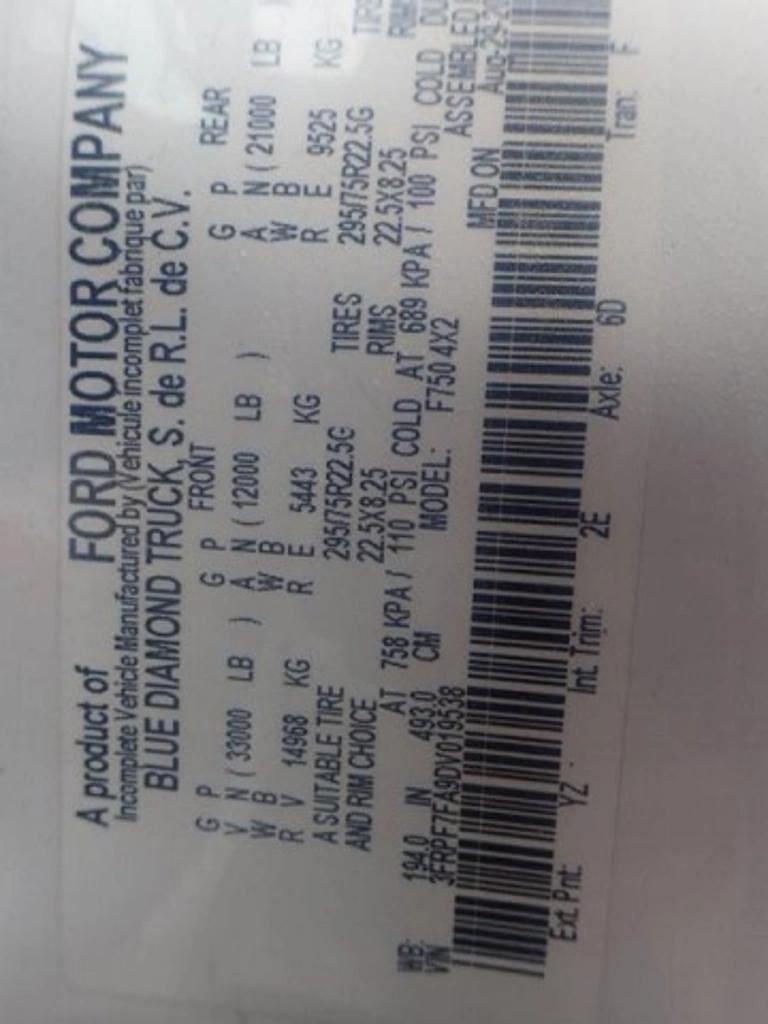 A product of FORD MOTOR COMPANY
Incomplete Vehicle Manufactured by (Vehicule incomplet fabrique par)
BLUE DIAMOND TRUCK, S. de R.L. de C.V.
FRONT REAR
G P G P G P
V N ( 33000 LB ) A N ( 12000 LB ) A N ( 21000 LB )
W B W B W B
R V 14968 KG R E 5443 KG R E 9525 KG
A SUITABLE TIRE 295/75R22.5G TIRES 295/75R22.5G
AND RIM CHOICE 22.5X8.25 RIMS 22.5X8.25
AT 758 KPA / 110 PSI COLD AT 689 KPA / 100 PSI COLD
WB: 194.0 IN 493.0 CM MODEL: F750 4X2 ASSEMBLED
VIN 3FRPF7FA9DV019538 MFD ON
Ext. Pnt: YZ Int. Trim: 2E Axle: 6D Tran: F